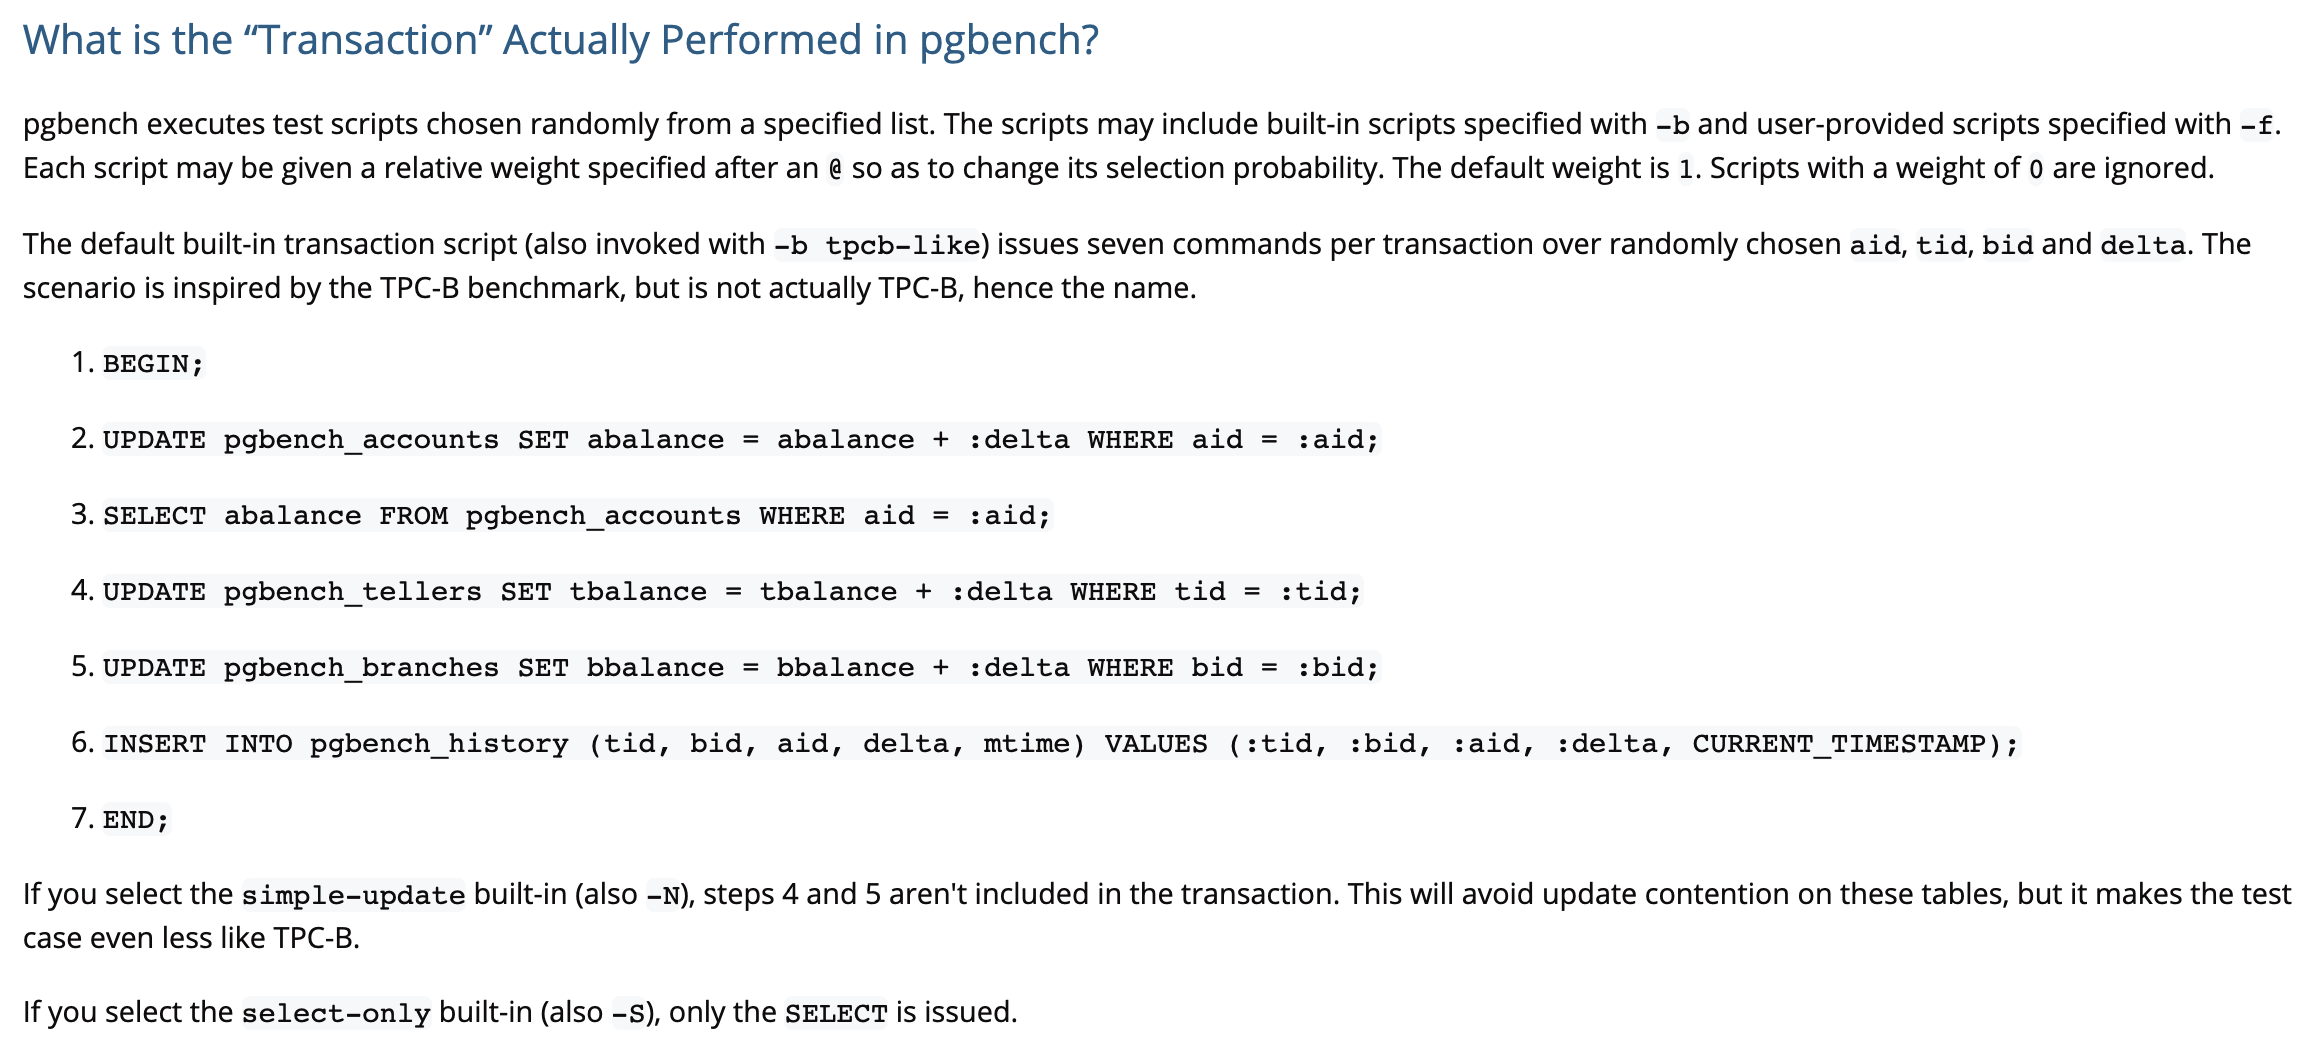 What is the “Transaction” Actually Performed in pgbench?
pgbench executes test scripts chosen randomly from a specified list. The scripts may include built-in scripts specified with -b and user-provided scripts specified with -f.
Each script may be given a relative weight specified after an @ so as to change its selection probability. The default weight is 1. Scripts with a weight of 0 are ignored.
The default built-in transaction script (also invoked with -b tpcb-like) issues seven commands per transaction over randomly chosen aid, tid, bid and delta. The
scenario is inspired by the TPC-B benchmark, but is not actually TPC-B, hence the name.
1. BEGIN;
2. UPDATE pgbench_accounts SET abalance = abalance + :delta WHERE aid = :aid;
3. SELECT abalance FROM pgbench_accounts WHERE aid = :aid;
4. UPDATE pgbench_tellers SET tbalance = tbalance + :delta WHERE tid = :tid;
5. UPDATE pgbench_branches SET bbalance = bbalance + :delta WHERE bid = :bid;
6. INSERT INTO pgbench_history (tid, bid, aid, delta, mtime) VALUES (:tid, :bid, :aid, :delta, CURRENT_TIMESTAMP);
7. END;
If you select the simple-update built-in (also -N), steps 4 and 5 aren't included in the transaction. This will avoid update contention on these tables, but it makes the test
case even less like TPC-B.
If you select the select-only built-in (also -S), only the SELECT is issued.